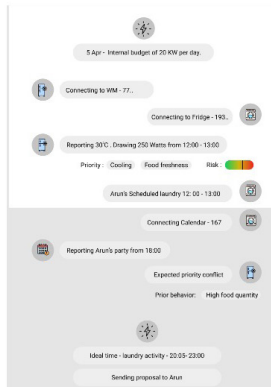 5 Apr - Internal budget of 20 KW per day.
Connecting to WM - 77..
Connecting to Fridge - 193..
Reporting 30°C . Drawing 250 Watts from 12:00 - 13:00
Priority : Cooling Food freshness Risk :
Arun's Scheduled laundry 12: 00 - 13:00
Connecting Calendar - 167
Reporting Arun's party from 18:00
Expected priority conflict
Prior behavior: High food quantity
Ideal time - laundry activity - 20:05- 23:00
Sending proposal to Arun